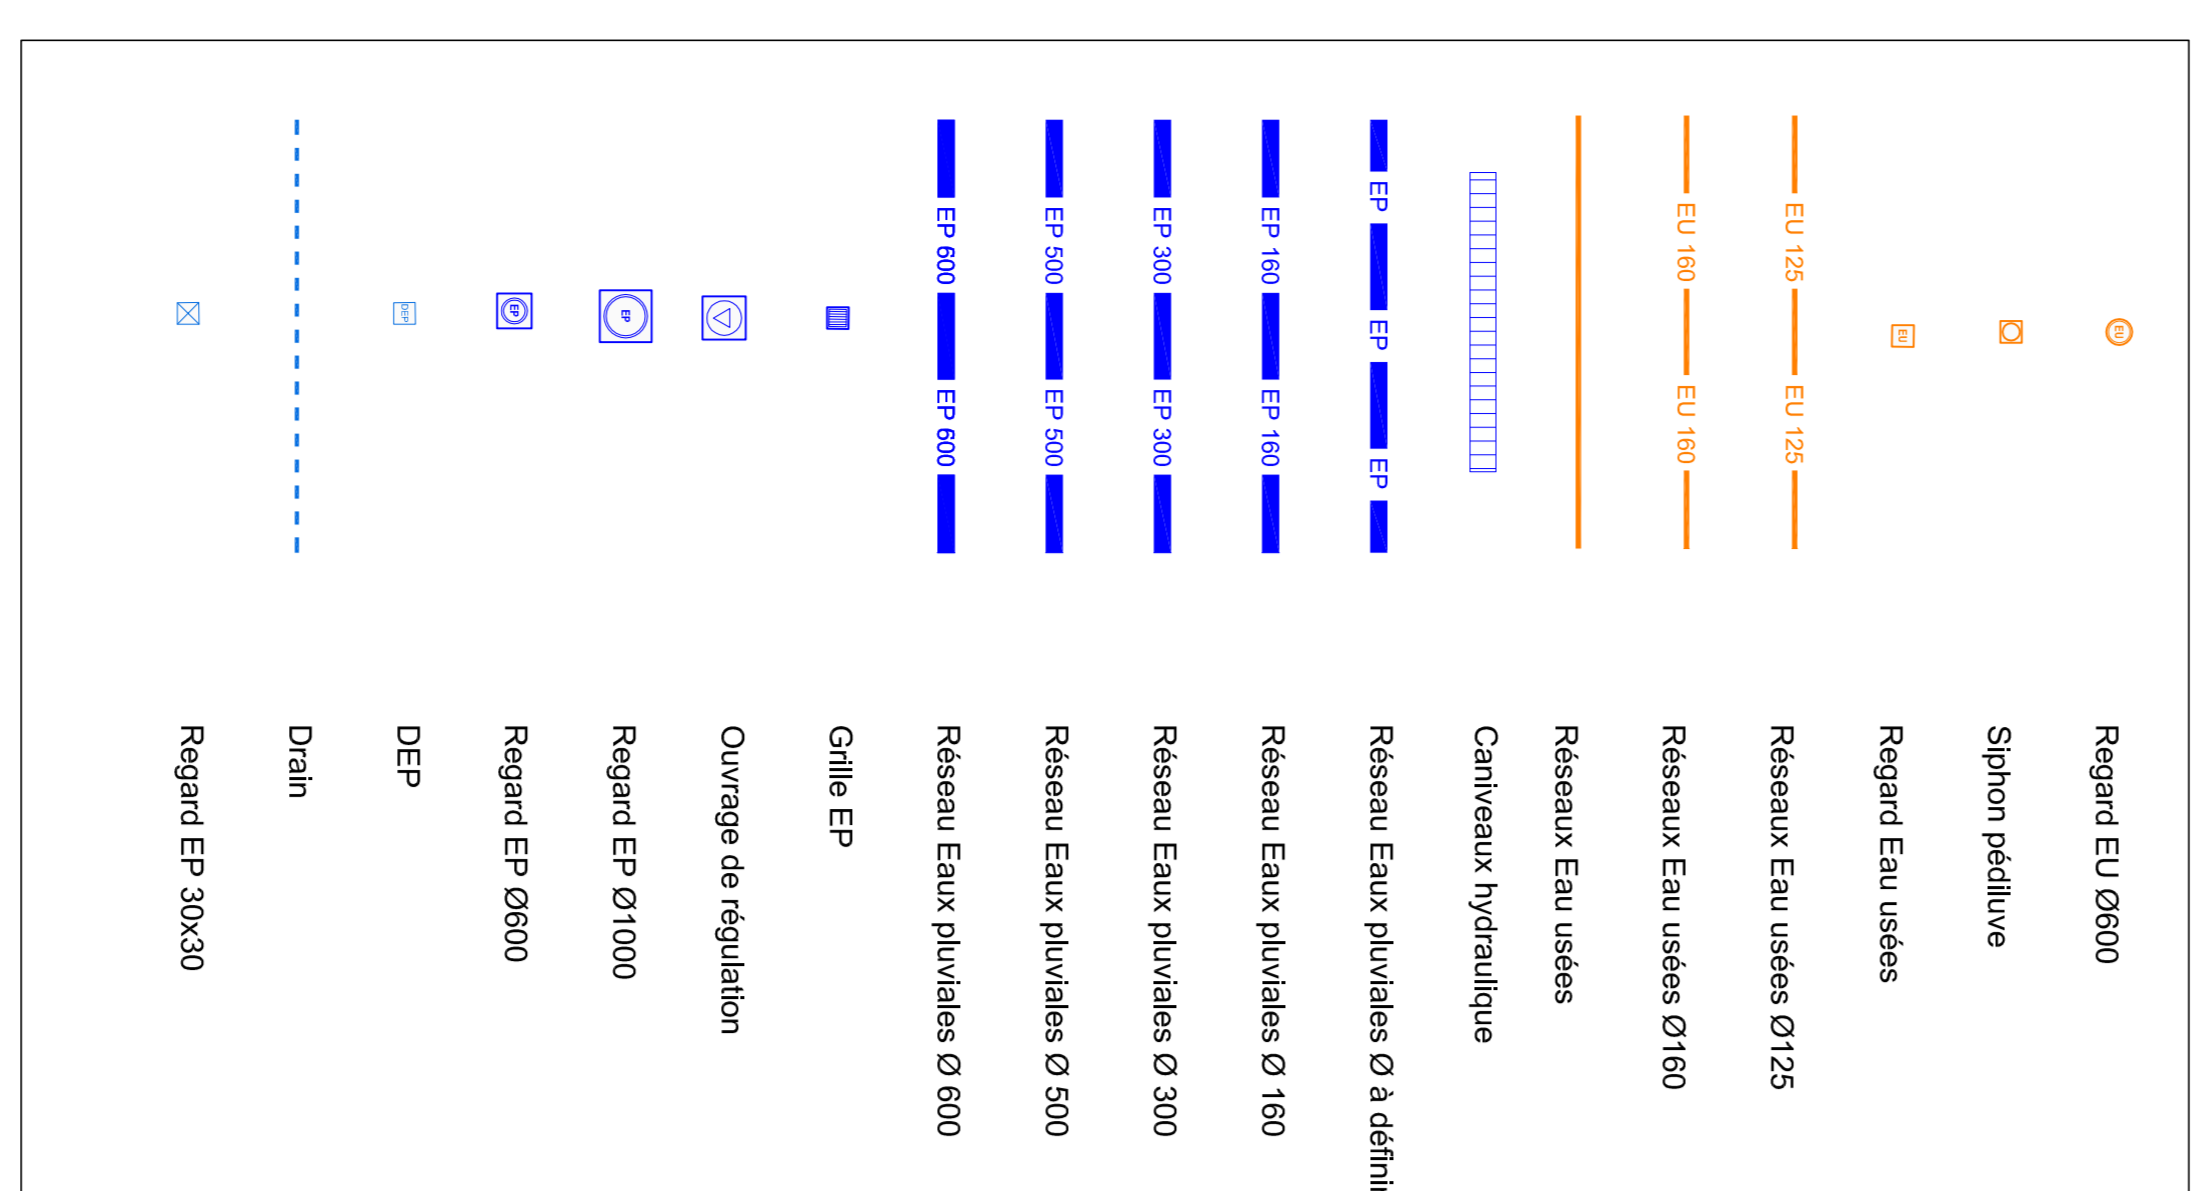 EU Regard EU Ø600
Siphon pédiluve
EU Regard Eau usées
EU 125 EU 125 Réseaux Eau usées Ø125
EU 160 EU 160 Réseaux Eau usées Ø160
Réseaux Eau usées
Caniveaux hydraulique
EP EP EP Réseau Eaux pluviales Ø à définir
EP 160 EP 160 Réseau Eaux pluviales Ø 160
EP 300 EP 300 Réseau Eaux pluviales Ø 300
EP 500 EP 500 Réseau Eaux pluviales Ø 500
EP 600 EP 600 Réseau Eaux pluviales Ø 600
Grille EP
Ouvrage de régulation
EP Regard EP Ø1000
EP Regard EP Ø600
DEP DEP
Drain
Regard EP 30x30